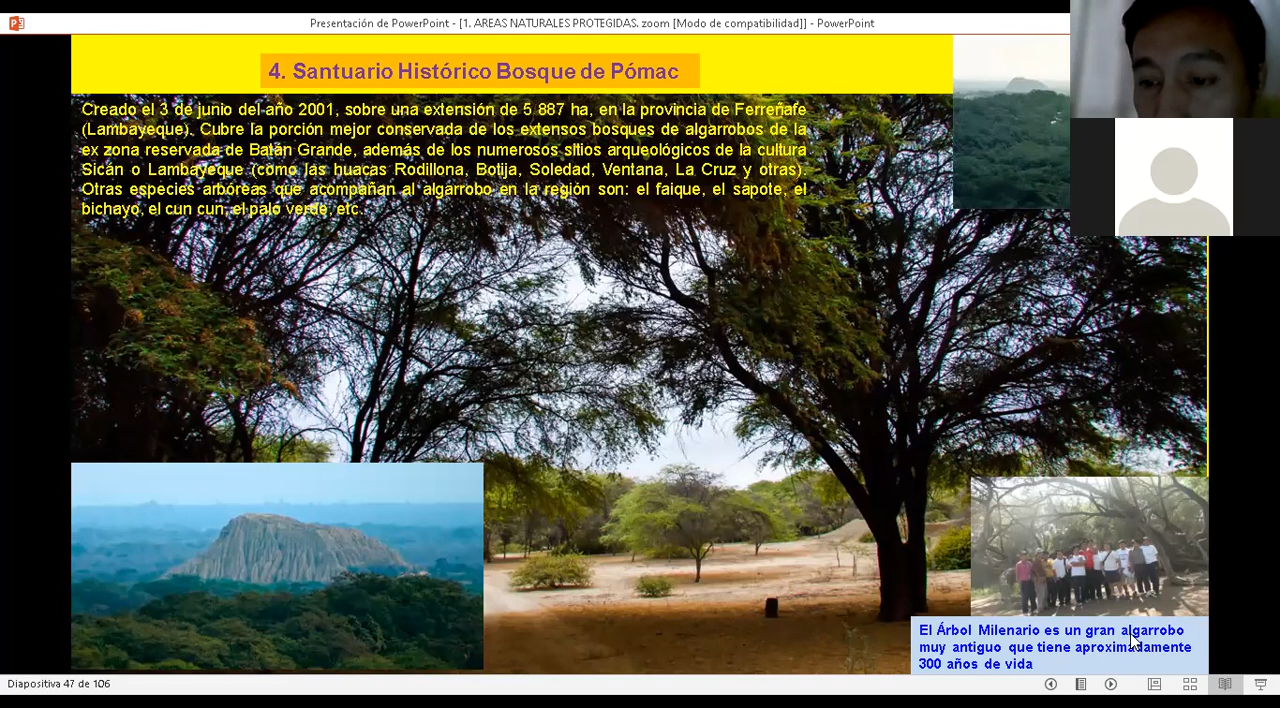 Presentación de PowerPoint - [1. AREAS NATURALES PROTEGIDAS. zoom [Modo de compatibilidad]] - PowerPoint
4. Santuario Histórico Bosque de Pómac
Creado el 3 de junio del año 2001, sobre una extensión de 5 887 ha, en la provincia de Ferreñafe
(Lambayeque). Cubre la porción mejor conservada de los extensos bosques de algarrobos de la
ex zona reservada de Batán Grande, además de los numerosos sitios arqueológicos de la cultura
Sicán o Lambayeque (como las huacas Rodillona, Botija, Soledad, Ventana, La Cruz y otras).
Otras especies arbóreas que acompañan al algarrobo en la región son: el faique, el sapote, el
bichayo, el cun cun, el palo verde, etc.
El Árbol Milenario es un gran algarrobo
muy antiguo que tiene aproximadamente
300 años de vida
Diapositiva 47 de 106